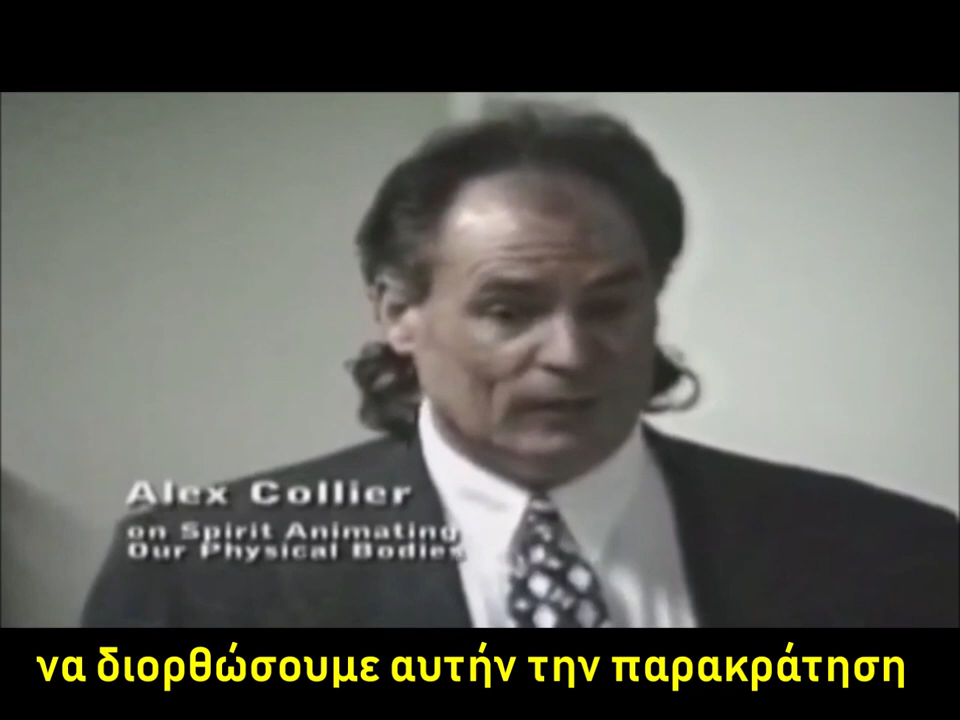 Alex Collier
on Spirit Animating
Our Physical Bodies
να διορθώσουμε αυτήν την παρακράτηση